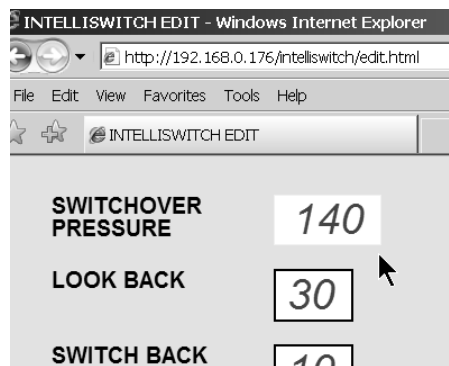 INTELLISWITCH EDIT - Windows Internet Explorer
http://192.168.0.176/intelliswitch/edit.html
File Edit View Favorites Tools Help
INTELLISWITCH EDIT
SWITCHOVER
PRESSURE
140
LOOK BACK
30
SWITCH BACK
10